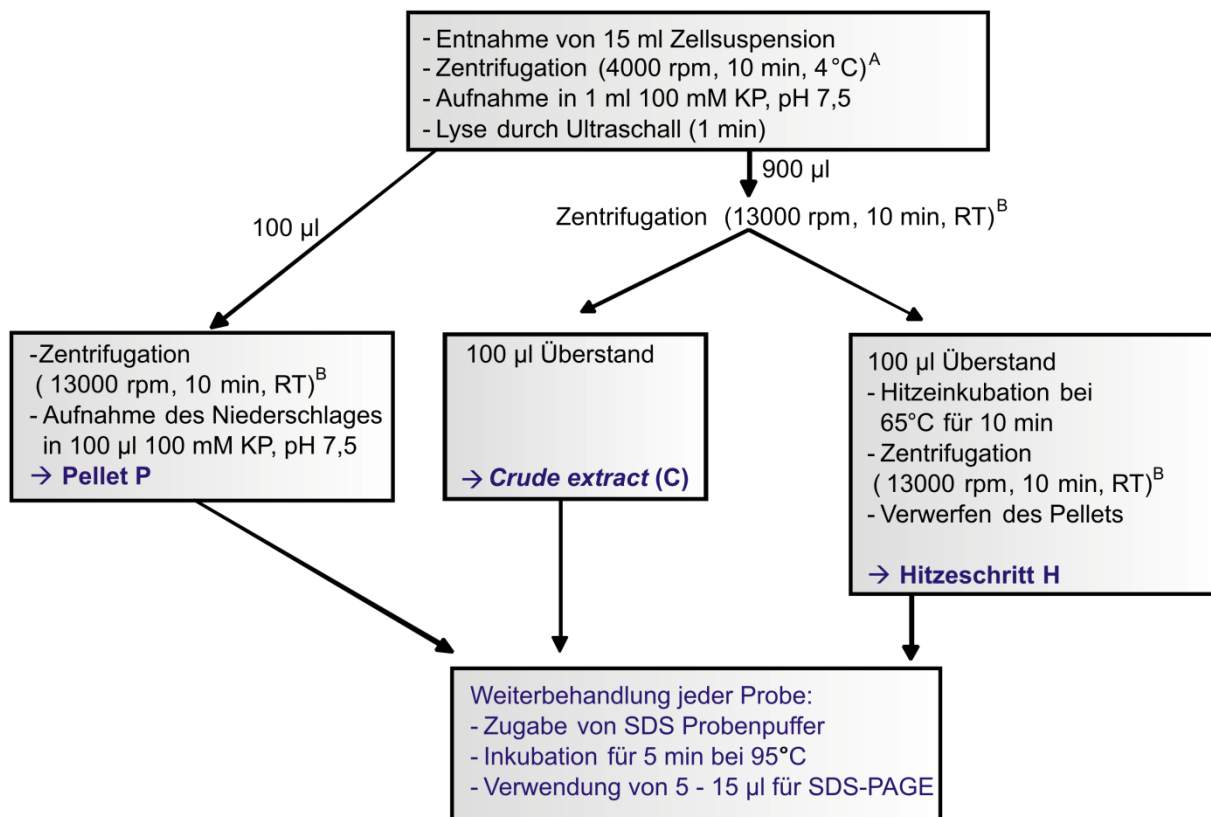 - Entnahme von 15 ml Zellsuspension
- Zentrifugation (4000 rpm, 10 min, 4°C)A
- Aufnahme in 1 ml 100 mM KP, pH 7,5
- Lyse durch Ultraschall (1 min)
100 µl
900 µl
Zentrifugation (13000 rpm, 10 min, RT)B
-Zentrifugation
( 13000 rpm, 10 min, RT)B
- Aufnahme des Niederschlages
in 100 µl 100 mM KP, pH 7,5
→ Pellet P
100 µl Überstand
→ Crude extract (C)
100 µl Überstand
- Hitzeinkubation bei
65°C für 10 min
- Zentrifugation
( 13000 rpm, 10 min, RT)B
- Verwerfen des Pellets
→ Hitzeschritt H
Weiterbehandlung jeder Probe:
- Zugabe von SDS Probenpuffer
- Inkubation für 5 min bei 95°C
- Verwendung von 5 - 15 µl für SDS-PAGE